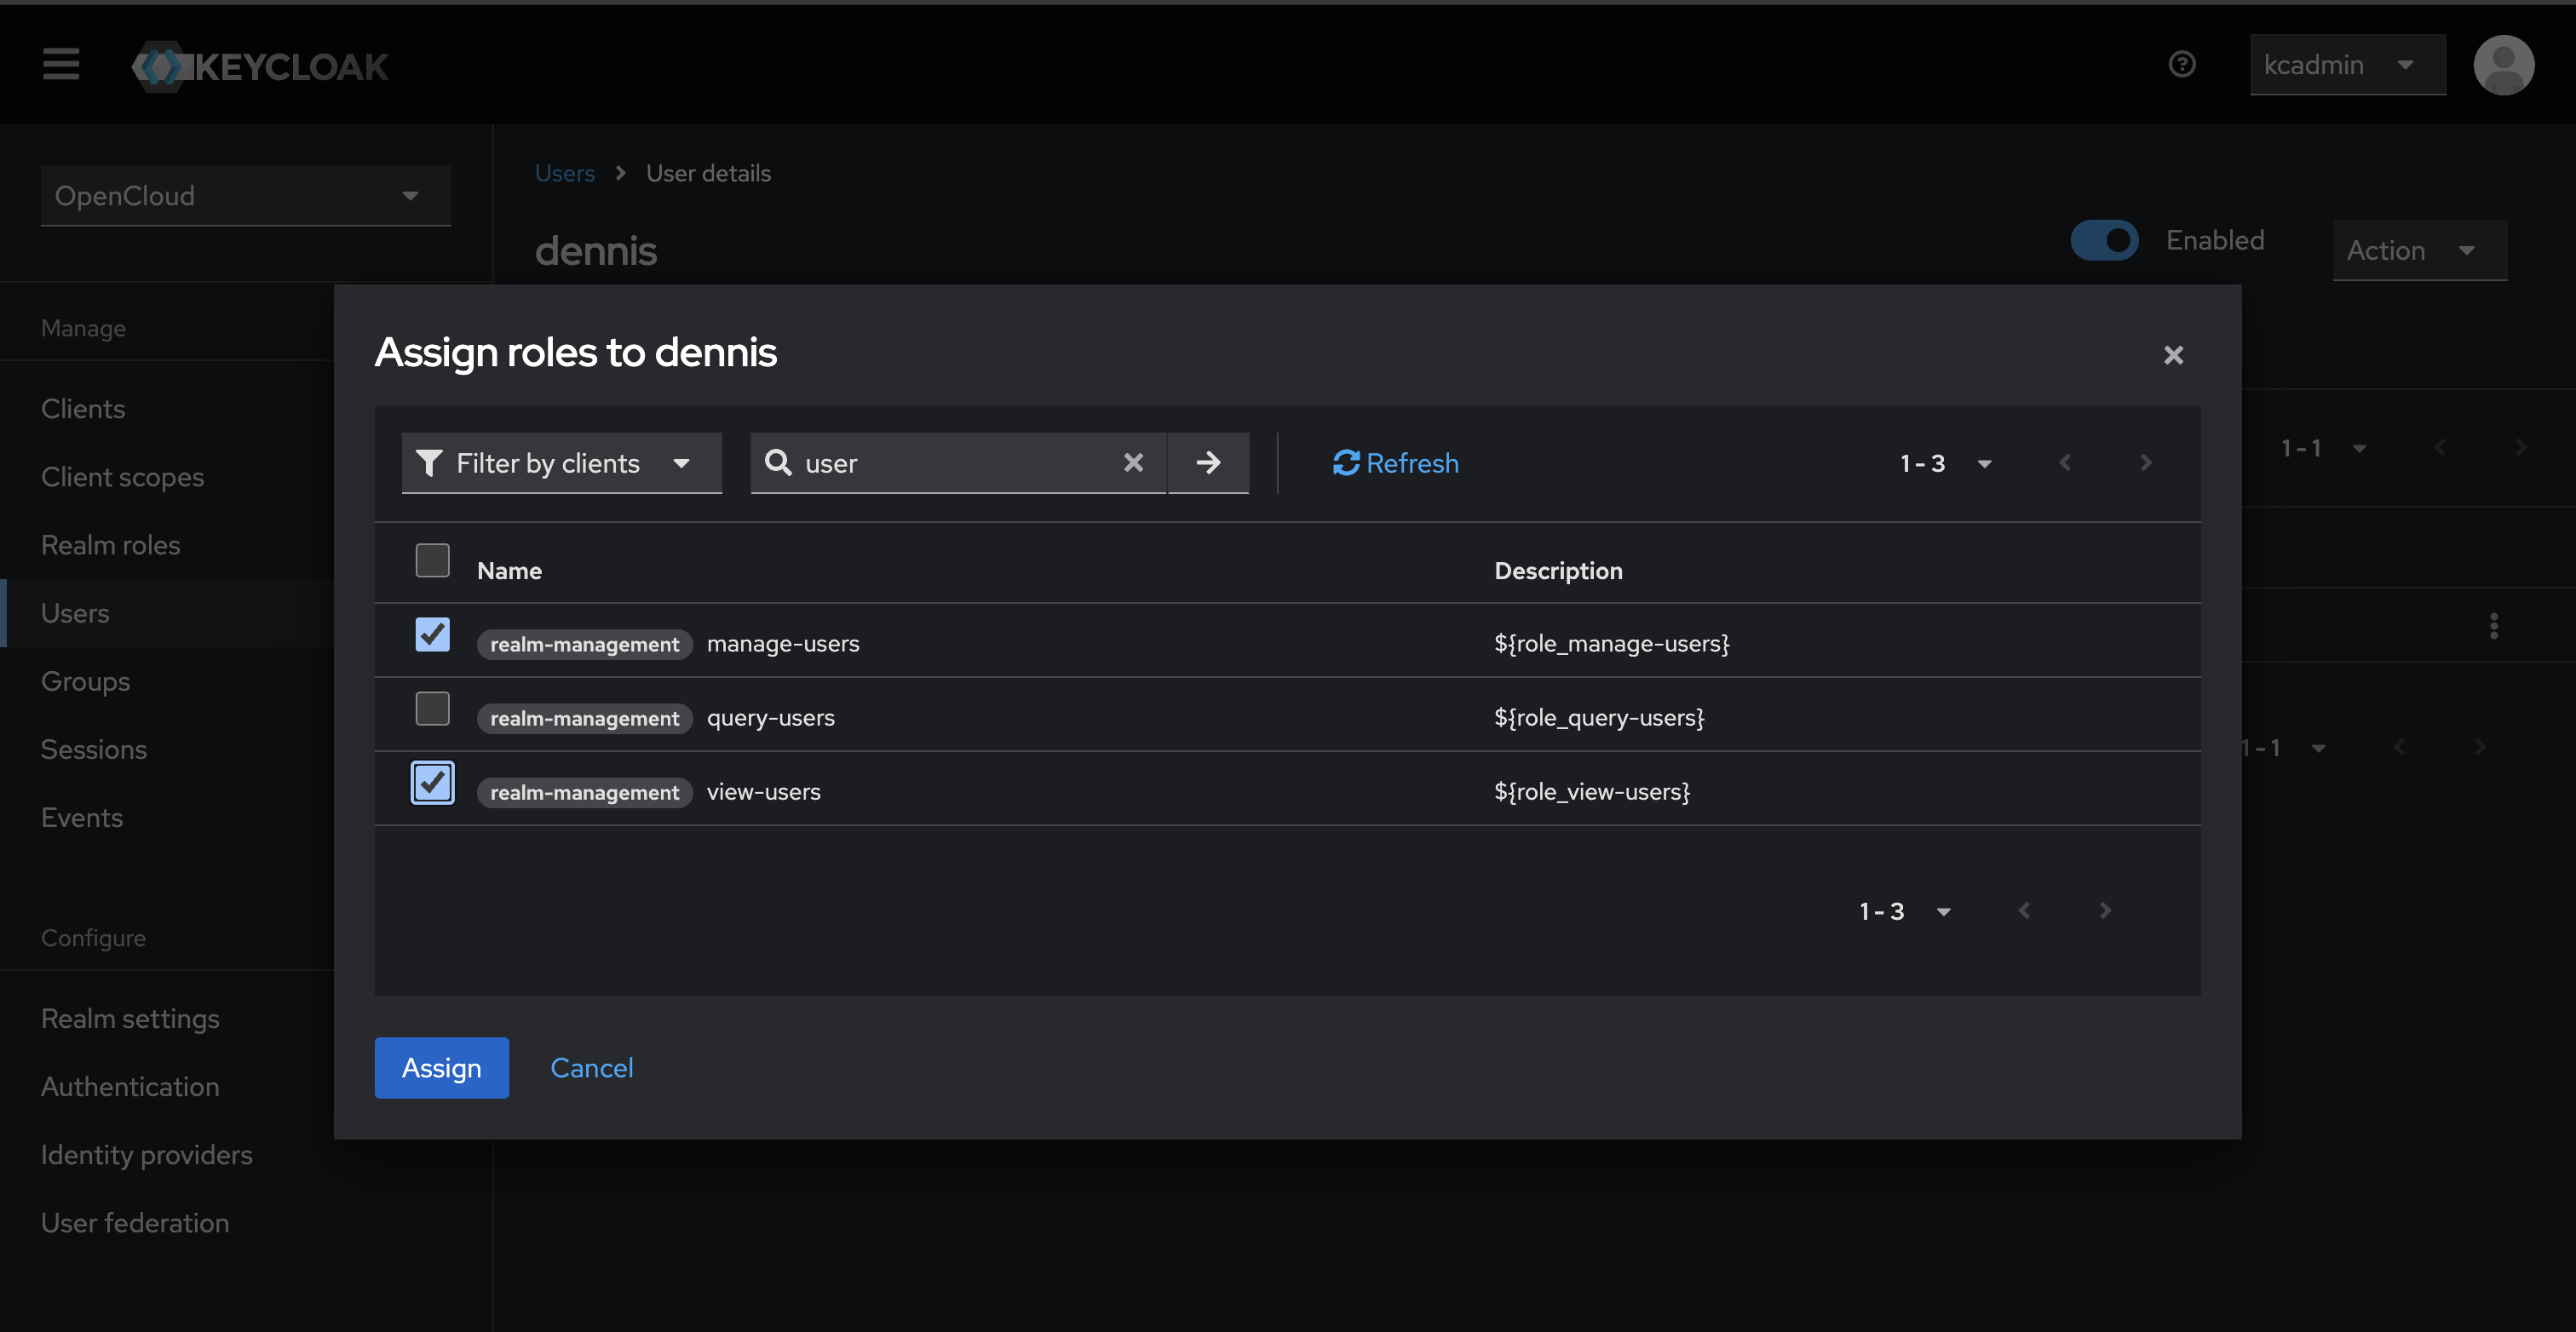 KEYCLOAK
kcadmin
OpenCloud
Users > User details
dennis
Enabled
Action
Manage
Clients
Client scopes
Realm roles
Users
Groups
Sessions
Events
Configure
Realm settings
Authentication
Identity providers
User federation
1 - 1
1 - 1
Assign roles to dennis
Filter by clients
user
Refresh
1 - 3
Name Description
realm-management manage-users ${role_manage-users}
realm-management query-users ${role_query-users}
realm-management view-users ${role_view-users}
1 - 3
Assign Cancel